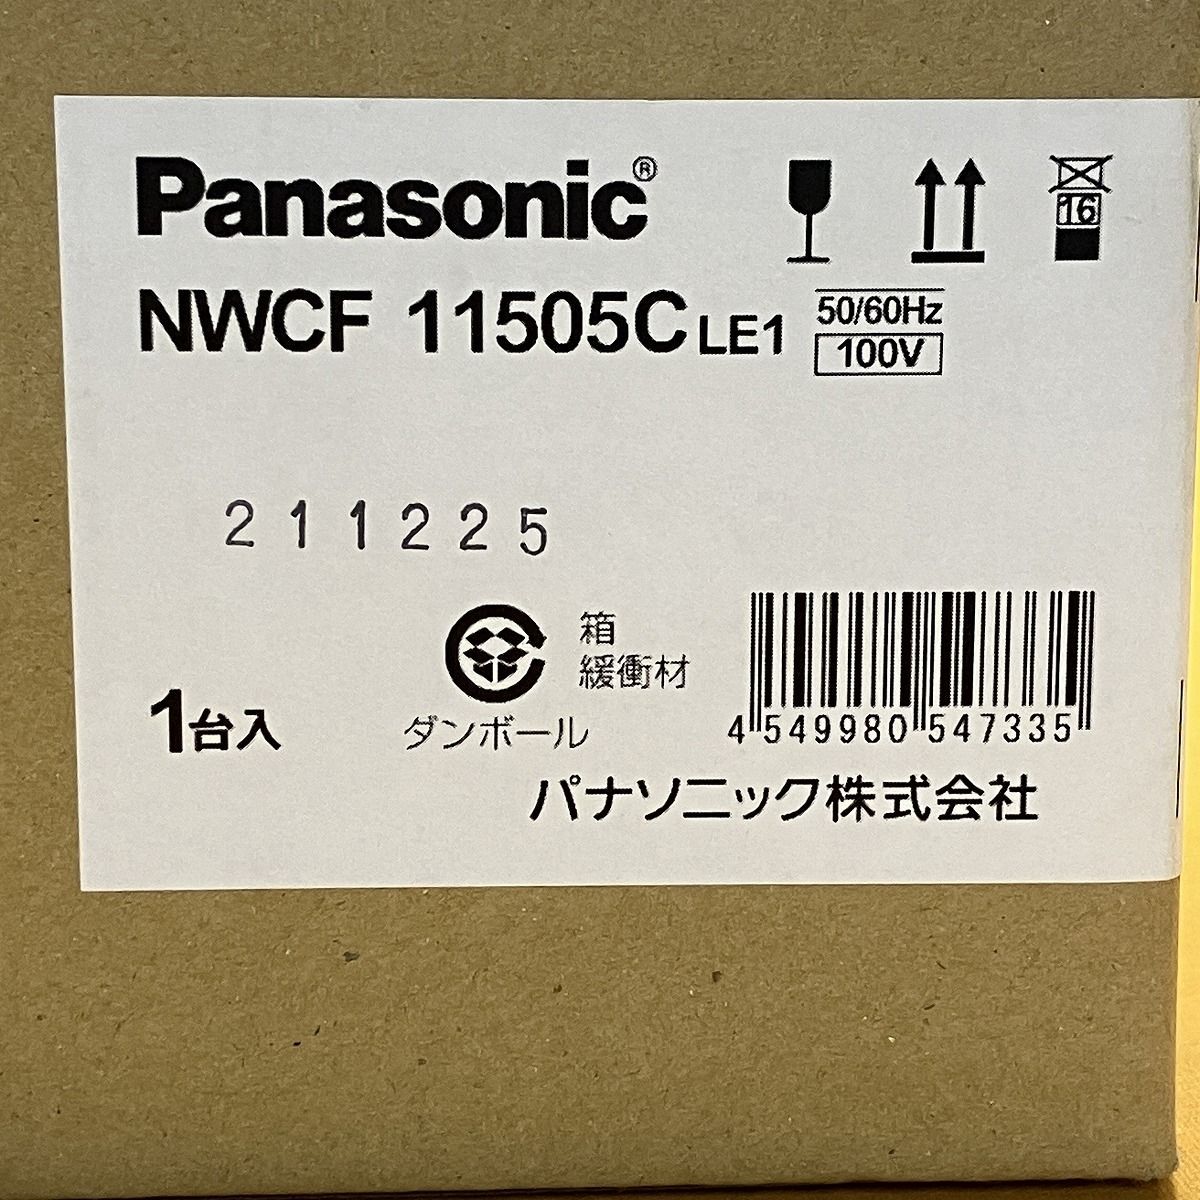 Panasonic®
16
NWCF 11505C LE1
50/60Hz
100V
211225
箱
緩衝材
ダンボール
1台入
4 549980 547335
パナソニック株式会社